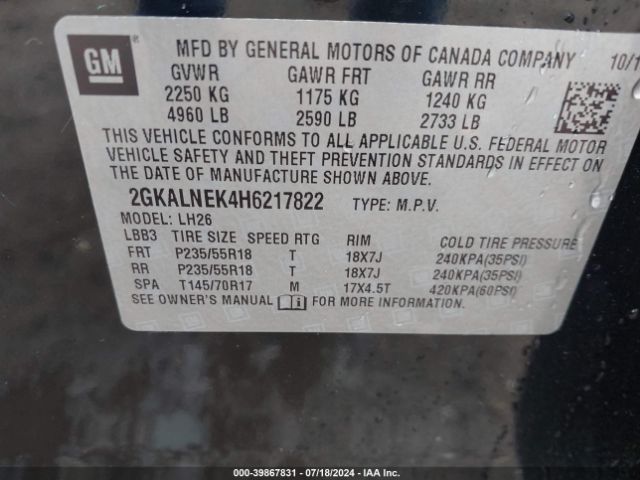 GM
MFD BY GENERAL MOTORS OF CANADA COMPANY 10/1
GVWR GAWR FRT GAWR RR
2250 KG 1175 KG 1240 KG
4960 LB 2590 LB 2733 LB
THIS VEHICLE CONFORMS TO ALL APPLICABLE U.S. FEDERAL MOTOR
VEHICLE SAFETY AND THEFT PREVENTION STANDARDS IN EFFECT ON
THE DATE OF MANUFACTURE SHOWN ABOVE.
2GKALNEK4H6217822 TYPE: M.P.V.
MODEL: LH26
LBB3 TIRE SIZE SPEED RTG RIM COLD TIRE PRESSURE
FRT P235/55R18 T 18X7J 240KPA(35PSI)
RR P235/55R18 T 18X7J 240KPA(35PSI)
SPA T145/70R17 M 17X4.5T 420KPA(60PSI)
SEE OWNER'S MANUAL FOR MORE INFORMATION.
000-39867831 / 07/18/2024 - IAA Inc.